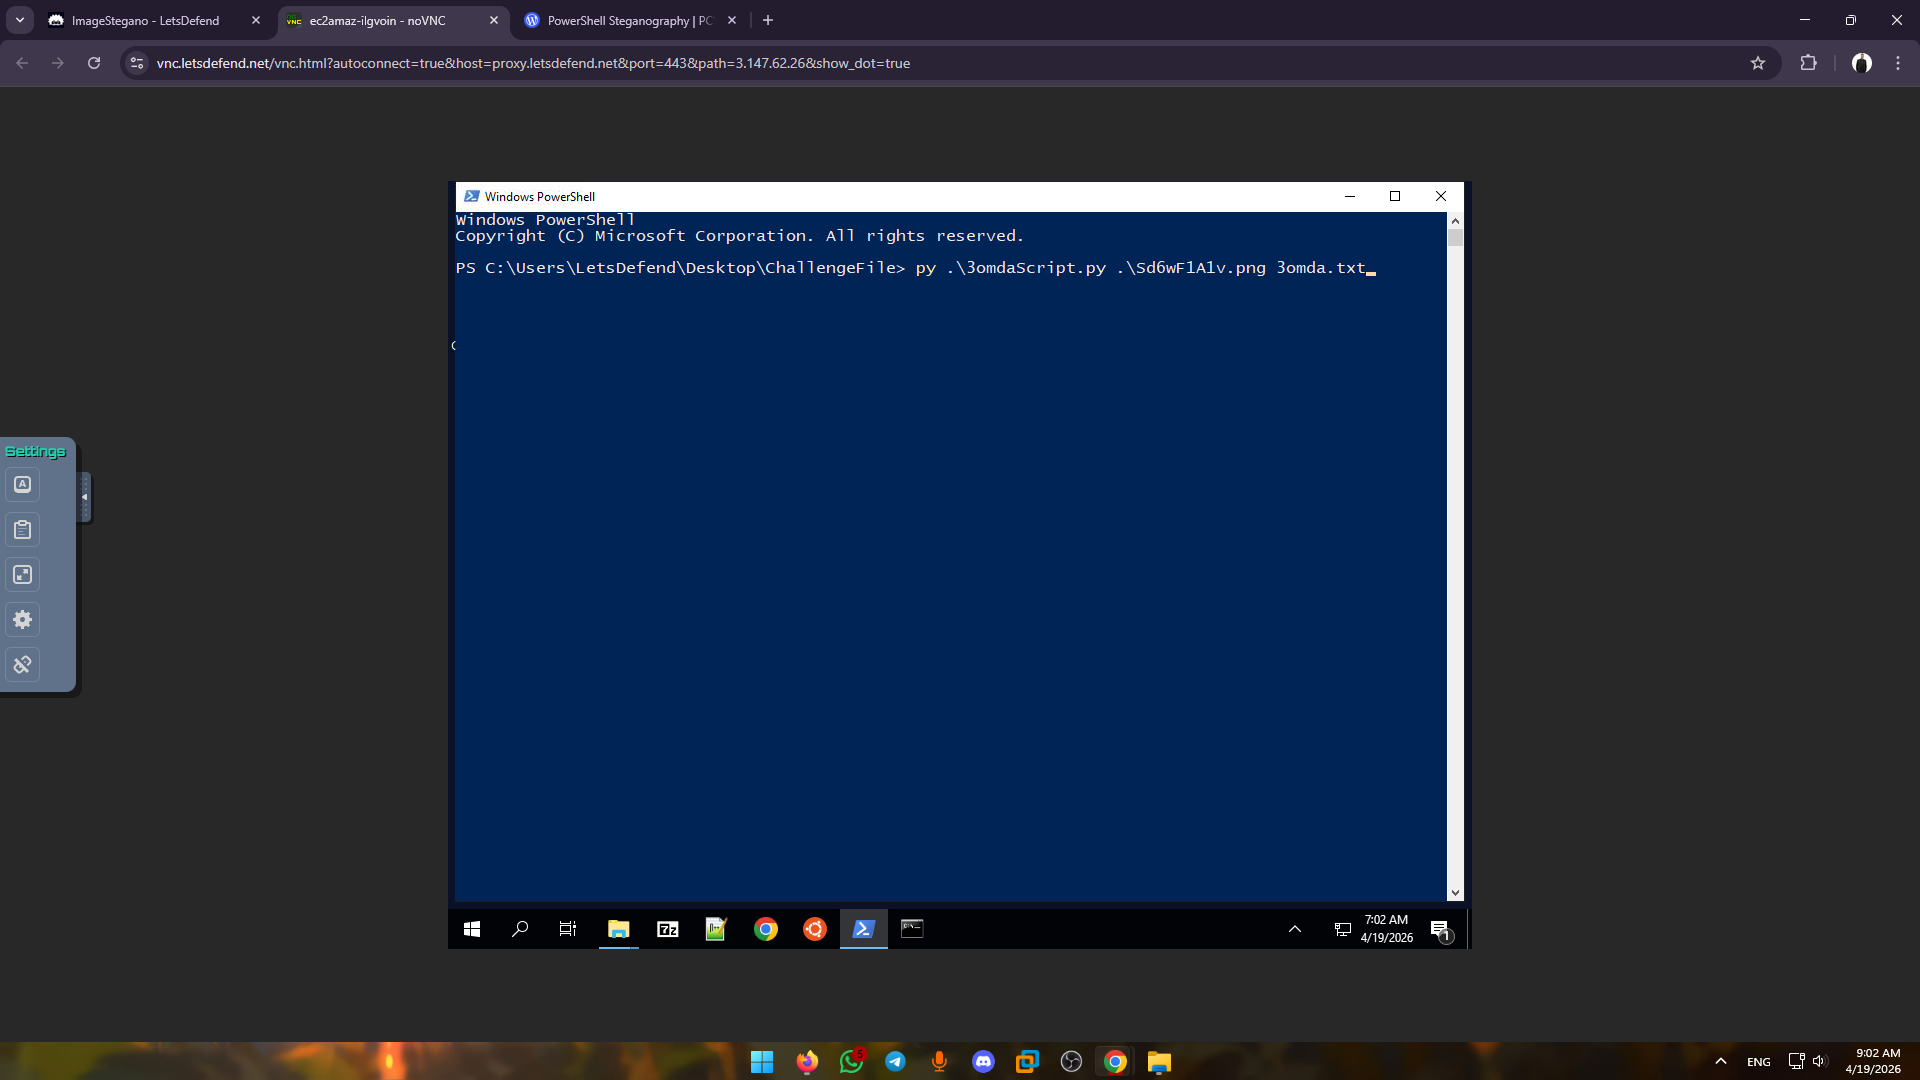 ImageStegano - LetsDefend
ec2amaz-ilgvoin - noVNC
PowerShell Steganography | PC
vnc.letsdefend.net/vnc.html?autoconnect=true&host=proxy.letsdefend.net&port=443&path=3.147.62.26&show_dot=true
Windows PowerShell
Windows PowerShell
Copyright (C) Microsoft Corporation. All rights reserved.
PS C:\Users\LetsDefend\Desktop\ChallengeFile> py .\3omdaScript.py .\Sd6wF1A1v.png 3omda.txt
Settings
7:02 AM
4/19/2026
1
5
ENG
9:02 AM
4/19/2026